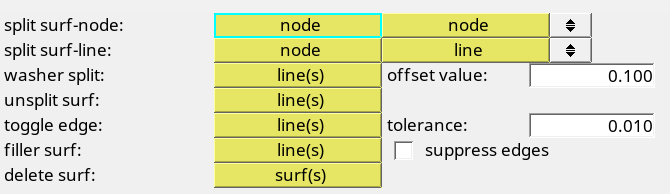 split surf-node: node node
split surf-line: node line
washer split: line(s) offset value: 0.100
unsplit surf: line(s)
toggle edge: line(s) tolerance: 0.010
filler surf: line(s) suppress edges
delete surf: surf(s)